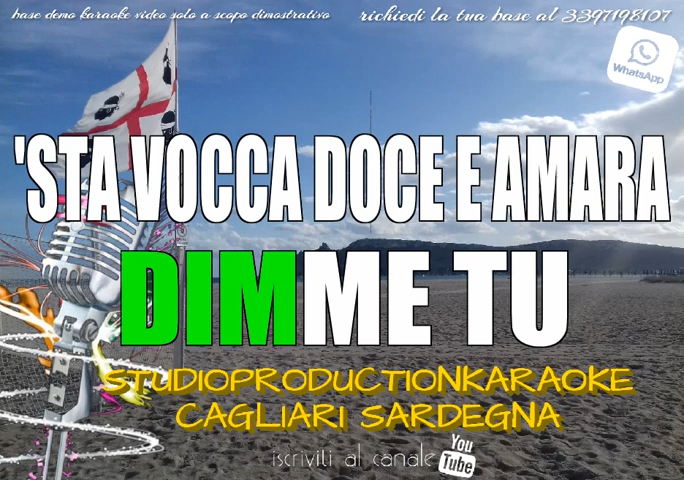 base demo karaoke video solo a scopo dimostrativo
richiedi la tua base al 3397198107
WhatsApp
'STA VOCCA DOCE E AMARA
DIMME TU
STUDIOPRODUCTIONKARAOKE
CAGLIARI SARDEGNA
iscriviti al canale You Tube